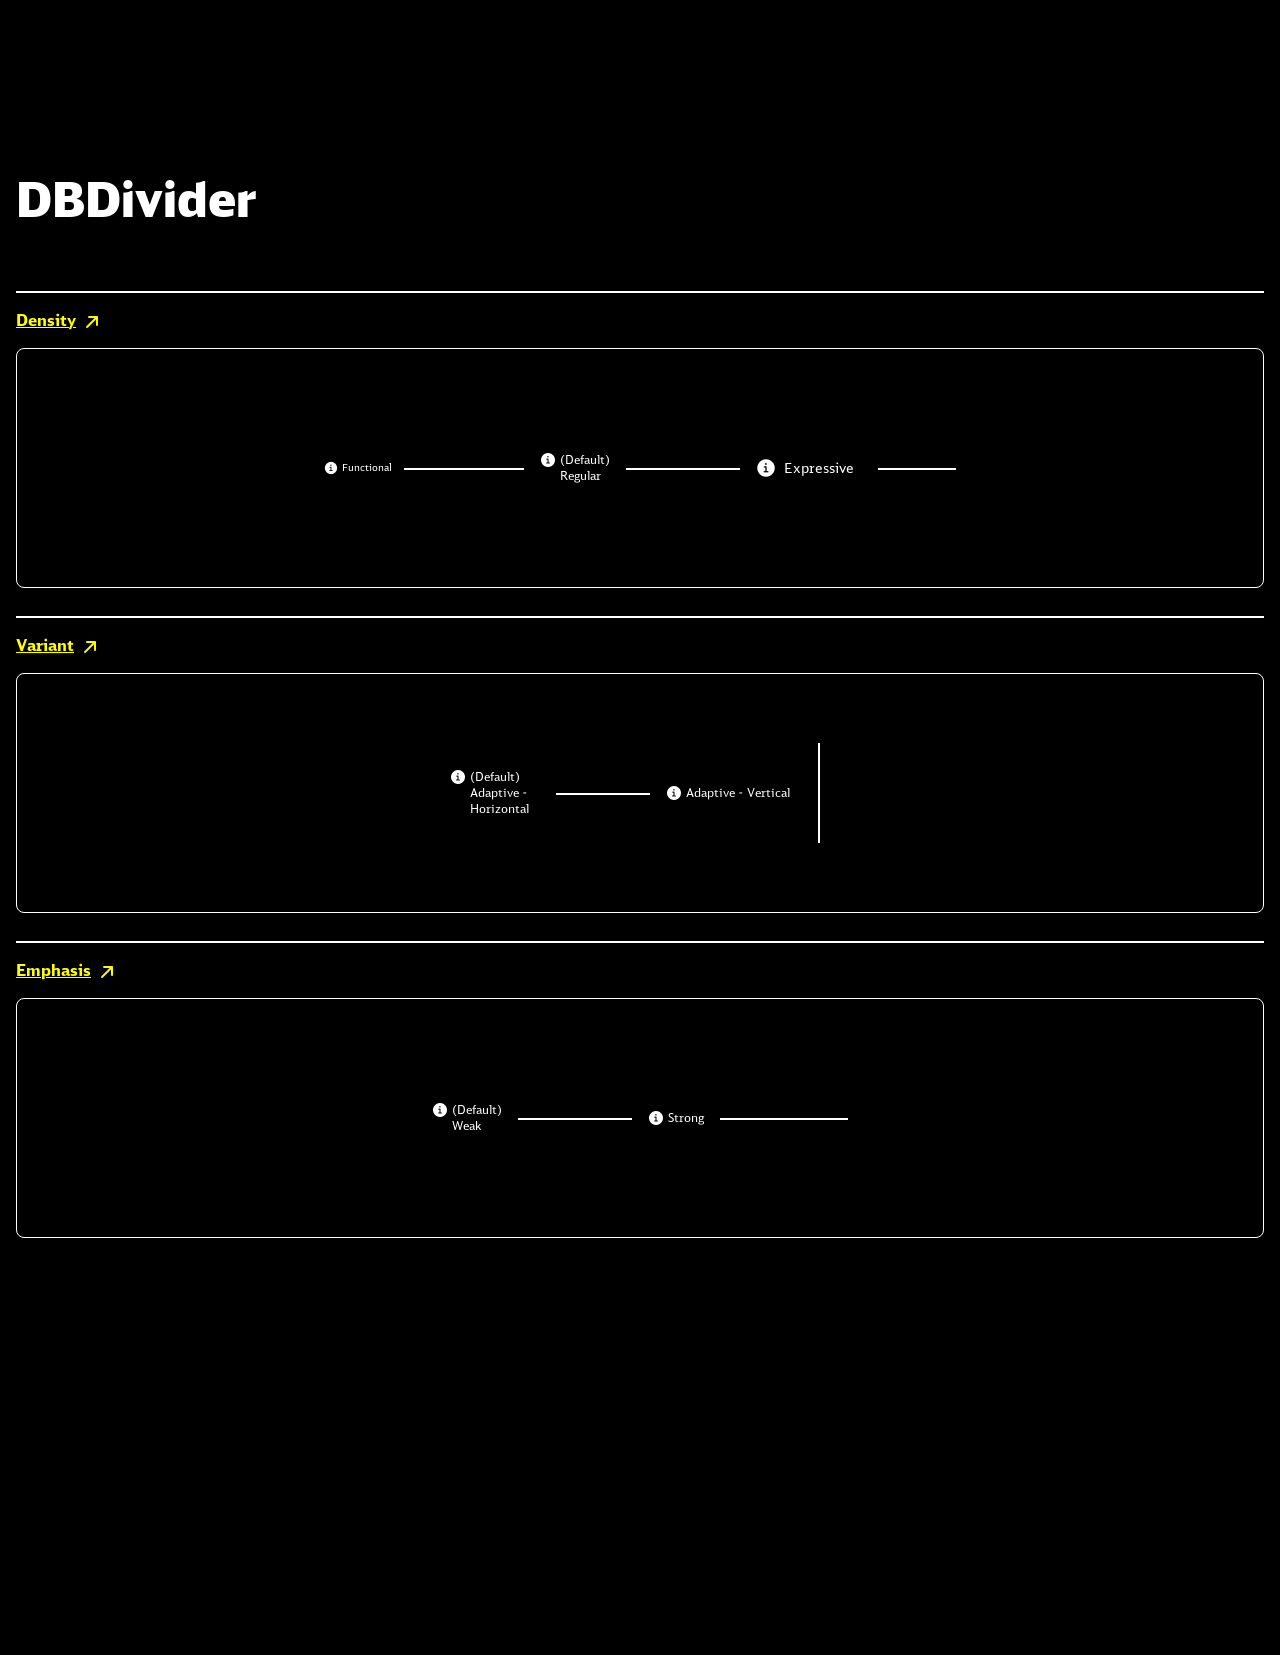 DBDivider
Density
Functional
(Default)
Regular
Expressive
Variant
(Default)
Adaptive -
Horizontal
Adaptive - Vertical
Emphasis
(Default)
Weak
Strong